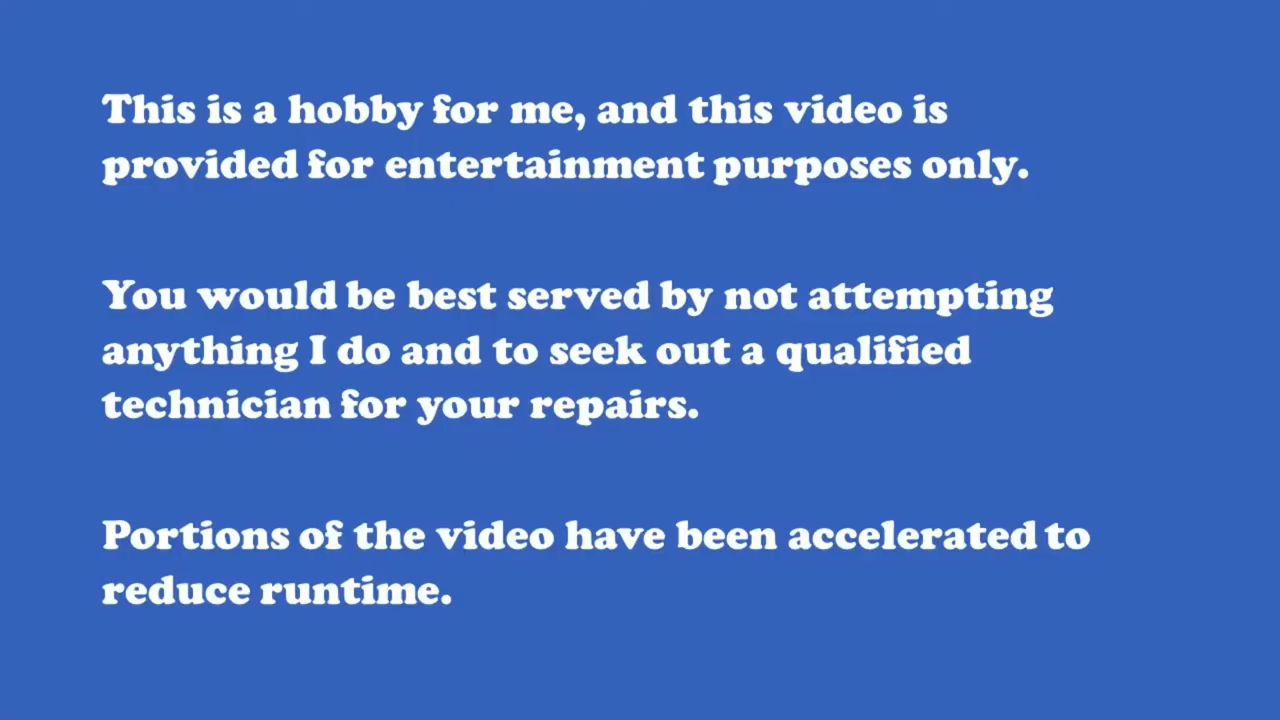 This is a hobby for me, and this video is
provided for entertainment purposes only.
You would be best served by not attempting
anything I do and to seek out a qualified
technician for your repairs.
Portions of the video have been accelerated to
reduce runtime.